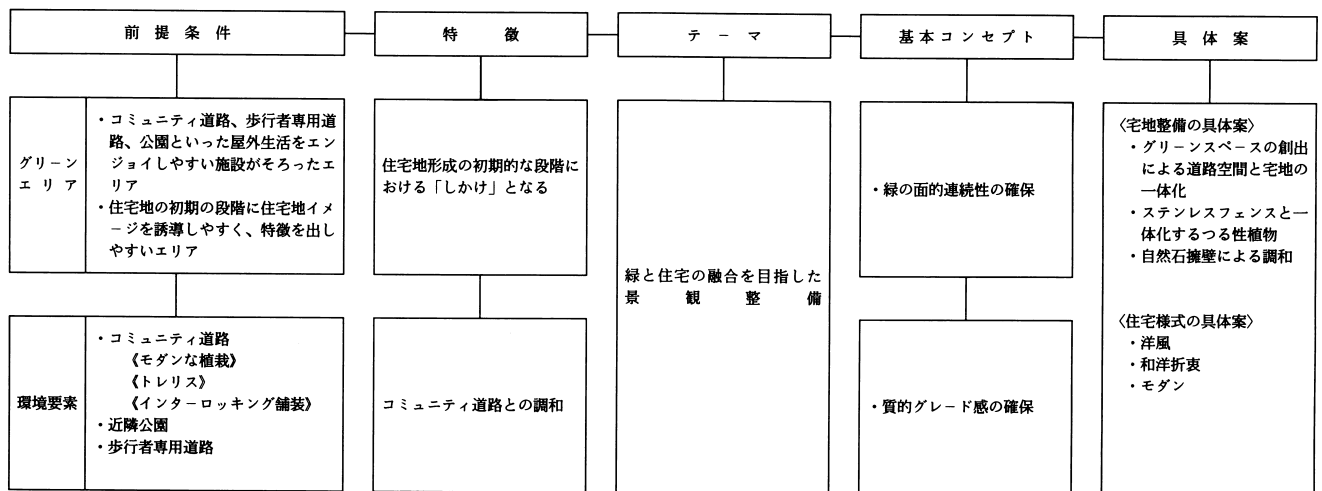 前提条件
特徴
テーマ
基本コンセプト
具体案
グリーン
エリア
・コミュニティ道路、歩行者専用道
路、公園といった屋外生活をエン
ジョイしやすい施設がそろったエ
リア
・住宅地の初期の段階に住宅地イメ
ージを誘導しやすく、特徴を出し
やすいエリア
住宅地形成の初期的な段階に
おける「しかけ」となる
緑と住宅の融合を目指した
景観整備
・緑の面的連続性の確保
〈宅地整備の具体案〉
・グリーンスペースの創出
による道路空間と宅地の
一体化
・ステンレスフェンスと一
体化するつる性植物
・自然石擁壁による調和
〈住宅様式の具体案〉
・洋風
・和洋折衷
・モダン
環境要素
・コミュニティ道路
《モダンな植栽》
《トレリス》
《インターロッキング舗装》
・近隣公園
・歩行者専用道路
コミュニティ道路との調和
・質的グレード感の確保